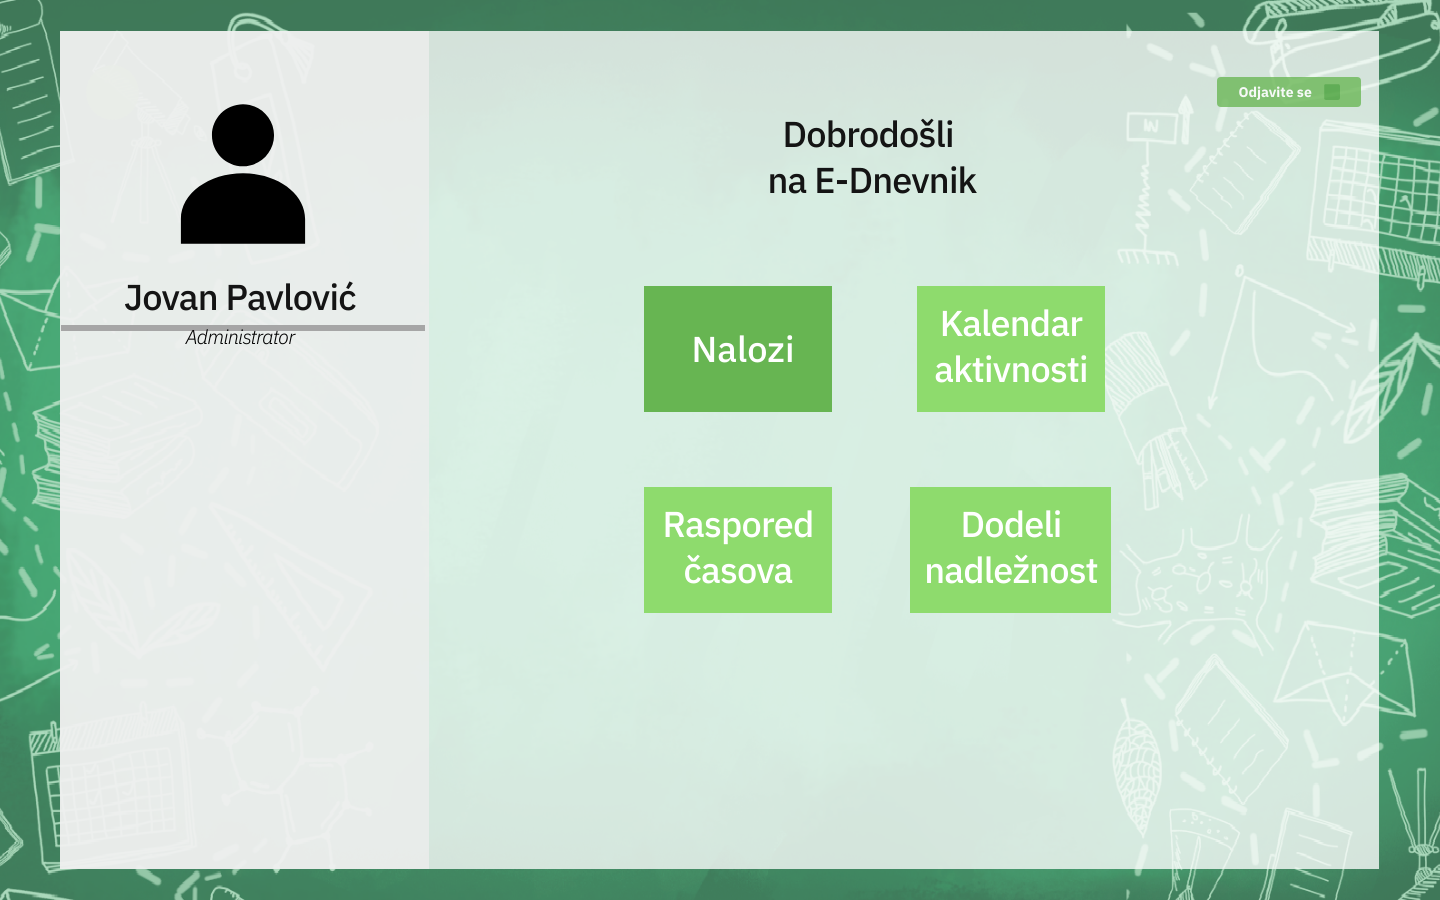 Odjavite se
Dobrodošli
na E-Dnevnik
Jovan Pavlović
Administrator
Nalozi
Kalendar
aktivnosti
Raspored
časova
Dodeli
nadležnost